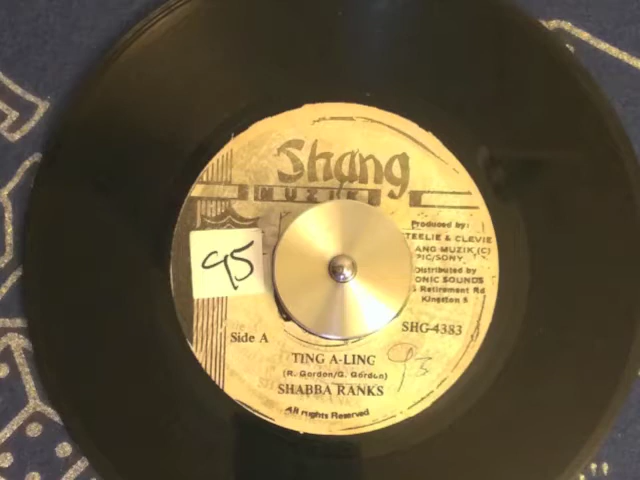 Shang
MUZIK
Produced by:
TEELIE & CLEVIE
ANG MUZIK (C)
PIC/SONY
Distributed by
ONIC SOUNDS
Retirement Rd
Kingston 5
95
SHG-4383
Side A
TING A-LING
93
(R. Gordon/G. Gordon)
SHABBA RANKS
All rights Reserved